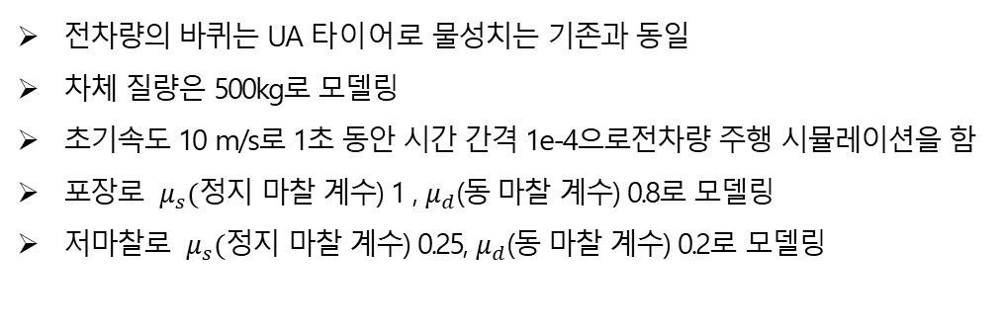 ➢ 전차량의 바퀴는 UA 타이어로 물성치는 기존과 동일
➢ 차체 질량은 500kg로 모델링
➢ 초기속도 10 m/s로 1초 동안 시간 간격 1e-4으로전차량 주행 시뮬레이션을 함
➢ 포장로 μₛ(정지 마찰 계수) 1 , μ_d(동 마찰 계수) 0.8로 모델링
➢ 저마찰로 μₛ(정지 마찰 계수) 0.25, μ_d(동 마찰 계수) 0.2로 모델링